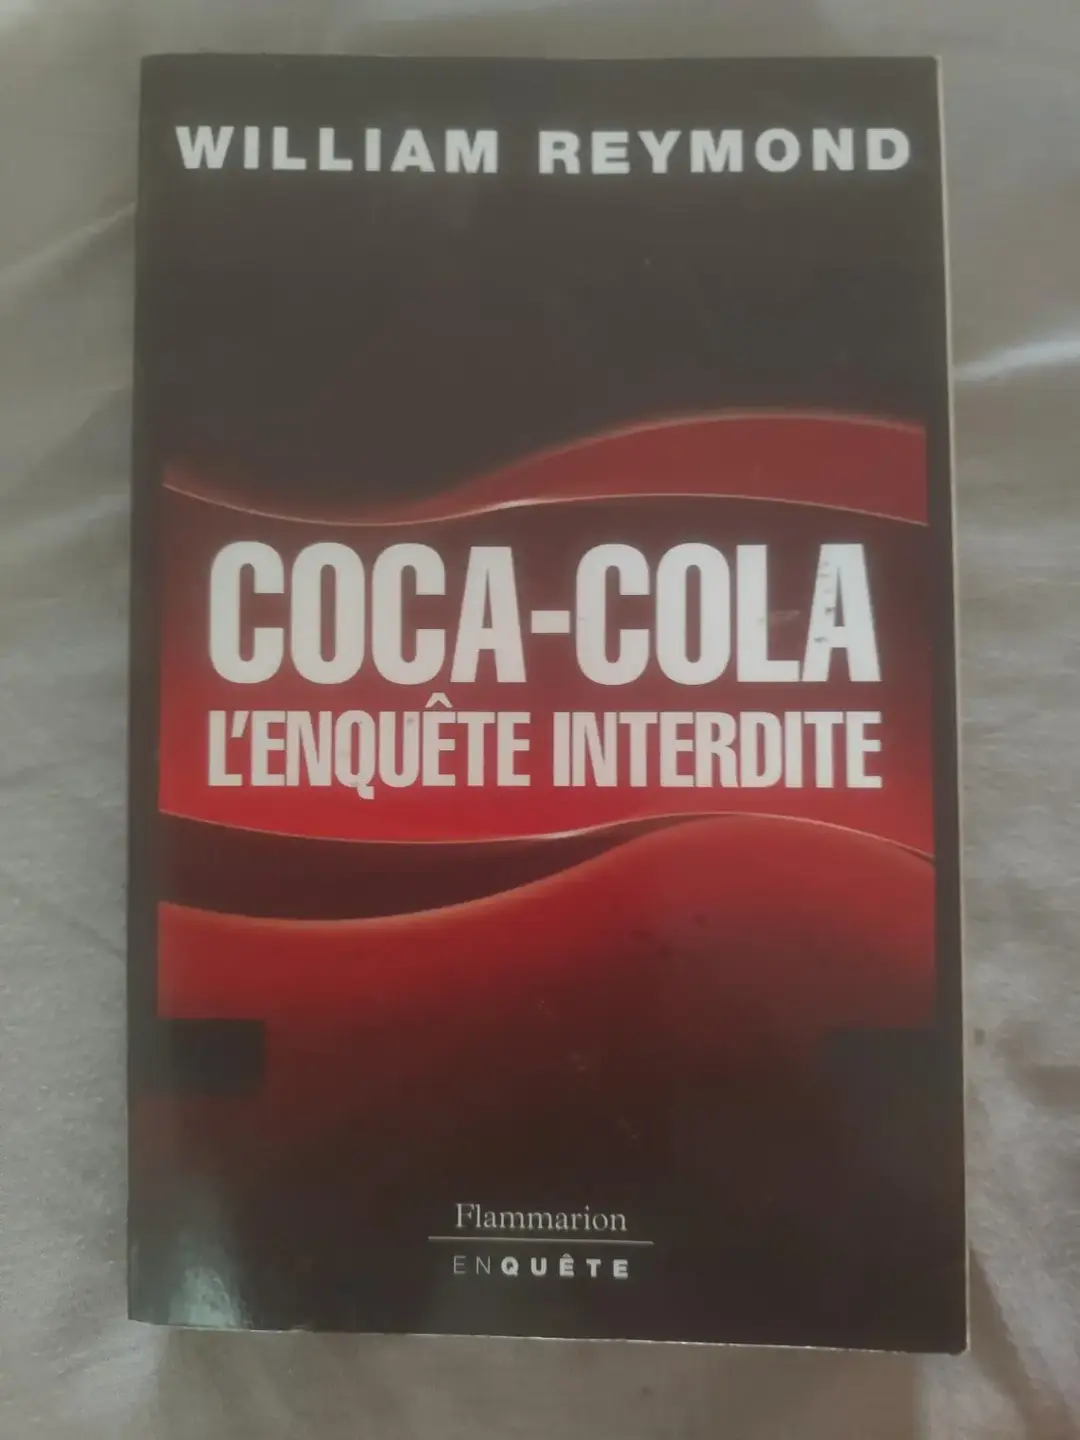 WILLIAM REYMOND
COCA-COLA
L'ENQUÊTE INTERDITE
Flammarion
ENQUÊTE